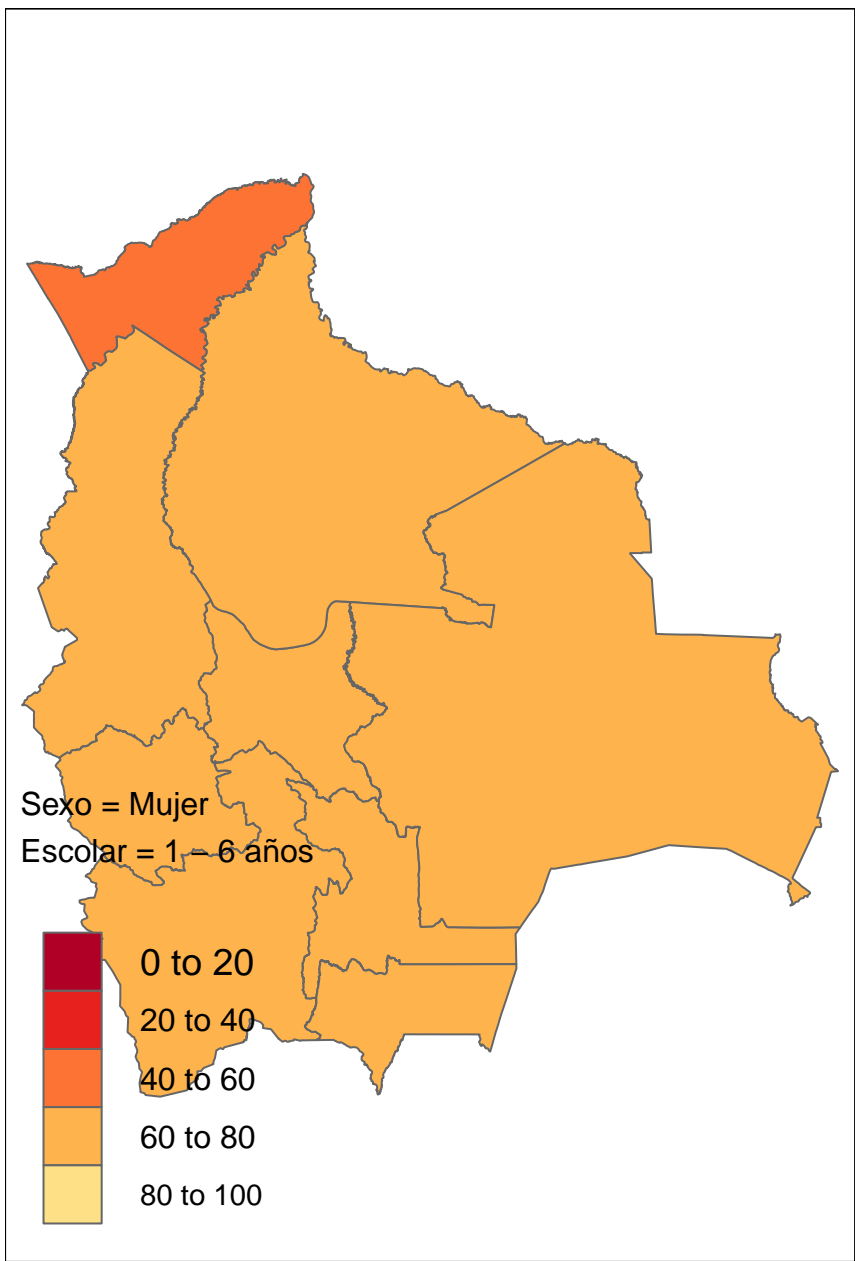 Sexo = Mujer
Escolar = 1 – 6 años
0 to 20
20 to 40
40 to 60
60 to 80
80 to 100